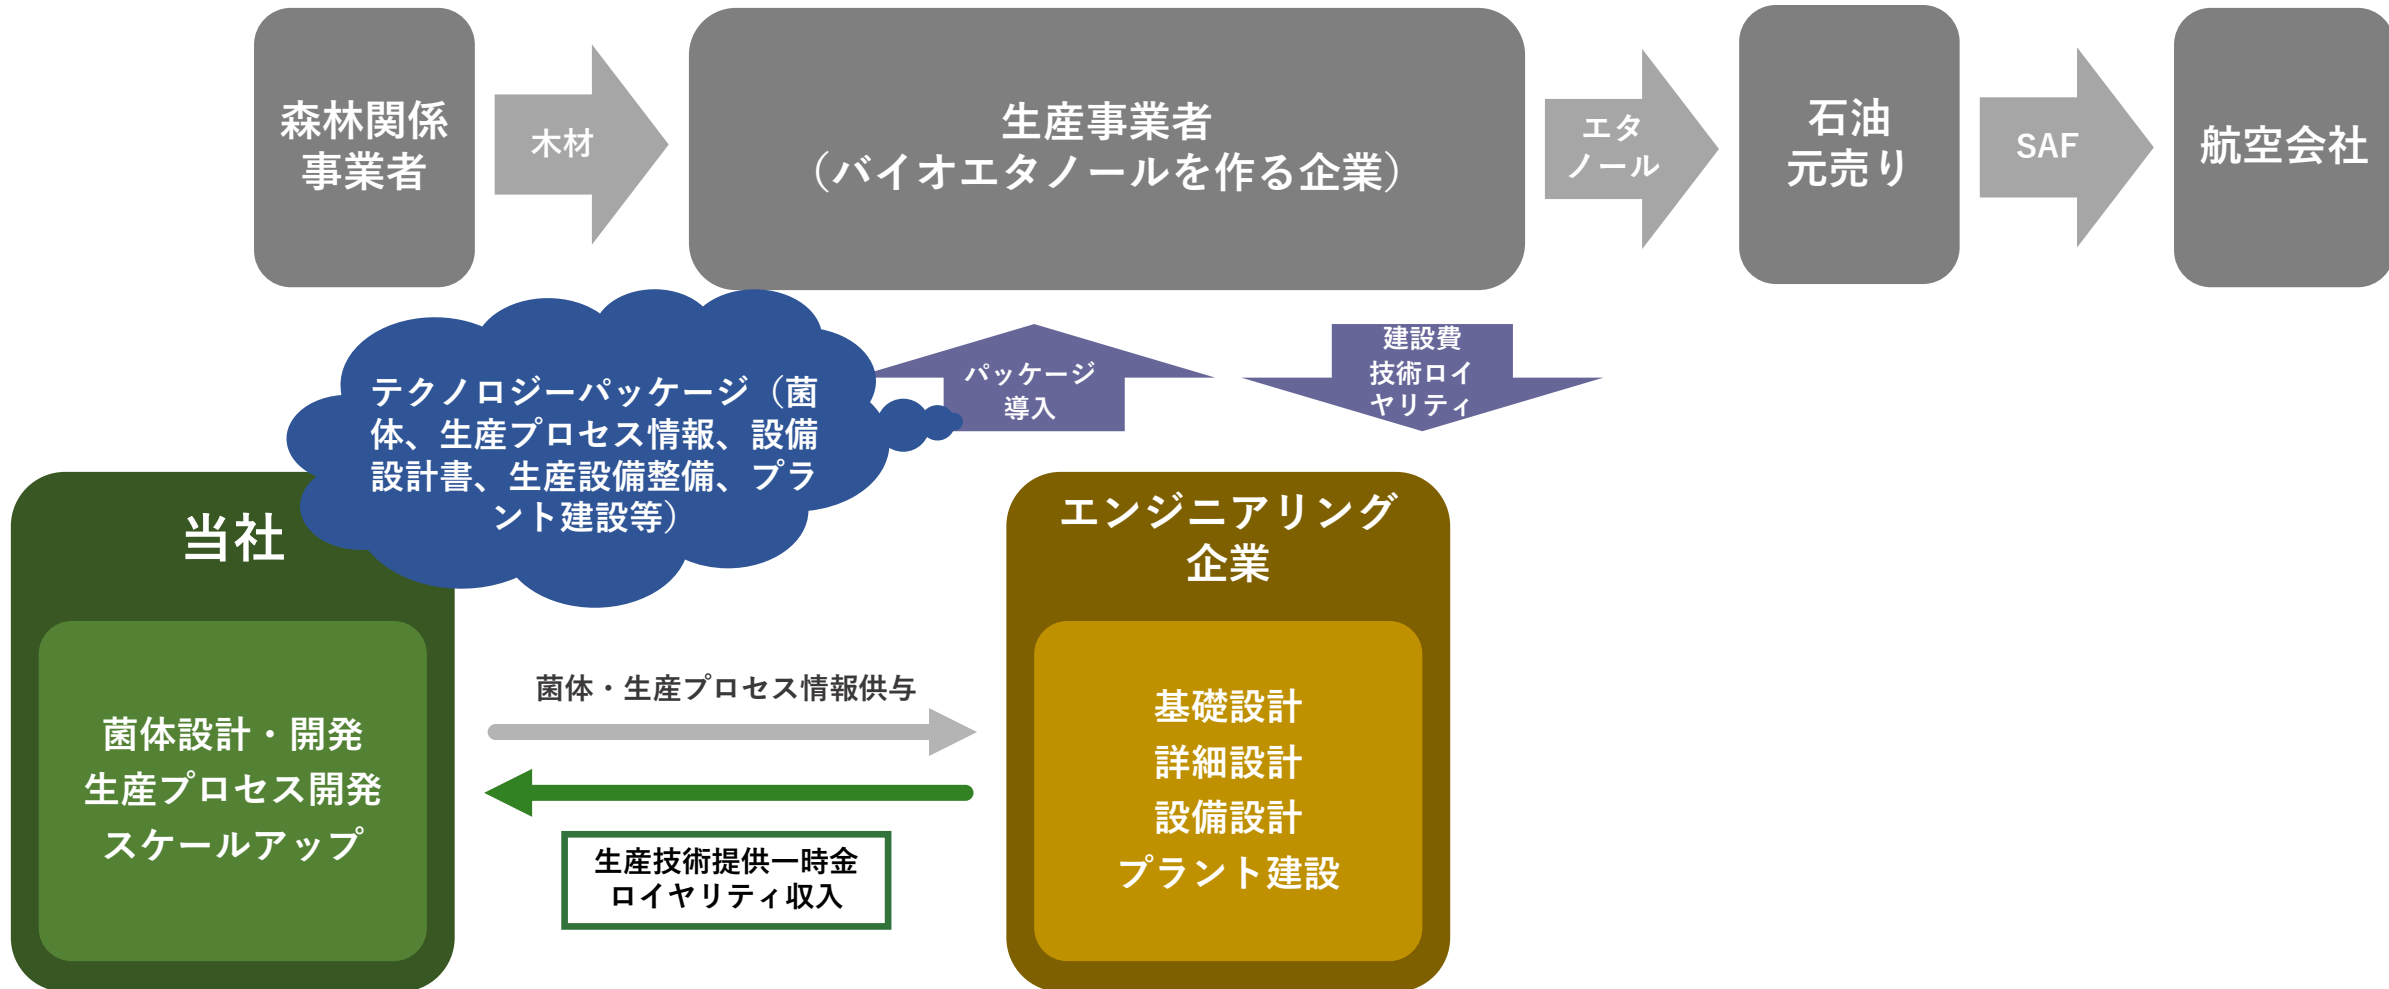 森林関係
事業者
木材
生産事業者
（バイオエタノールを作る企業）
エタ
ノール
石油
元売り
SAF
航空会社
テクノロジーパッケージ（菌
体、生産プロセス情報、設備
設計書、生産設備整備、プラ
ント建設等）
パッケージ
導入
建設費
技術ロイ
ヤリティ
当社
菌体設計・開発
生産プロセス開発
スケールアップ
菌体・生産プロセス情報供与
生産技術提供一時金
ロイヤリティ収入
エンジニアリング
企業
基礎設計
詳細設計
設備設計
プラント建設